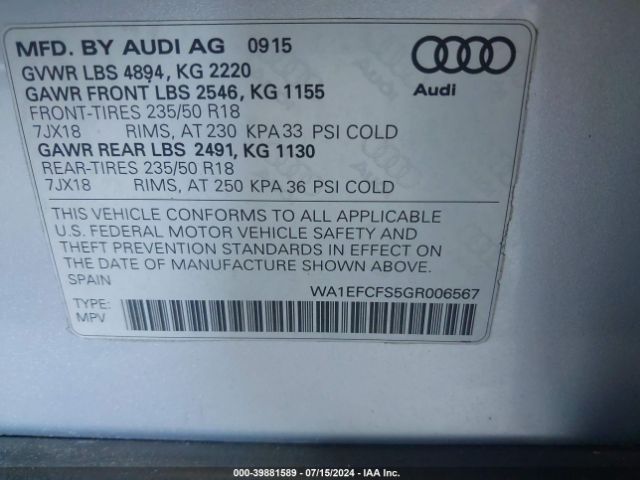 MFD. BY AUDI AG 0915
GVWR LBS 4894, KG 2220
GAWR FRONT LBS 2546, KG 1155
FRONT-TIRES 235/50 R18
7JX18 RIMS, AT 230 KPA 33 PSI COLD
GAWR REAR LBS 2491, KG 1130
REAR-TIRES 235/50 R18
7JX18 RIMS, AT 250 KPA 36 PSI COLD
Audi
THIS VEHICLE CONFORMS TO ALL APPLICABLE
U.S. FEDERAL MOTOR VEHICLE SAFETY AND
THEFT PREVENTION STANDARDS IN EFFECT ON
THE DATE OF MANUFACTURE SHOWN ABOVE.
SPAIN
WA1EFCFS5GR006567
TYPE:
MPV
000-39881589 - 07/15/2024 - IAA Inc.